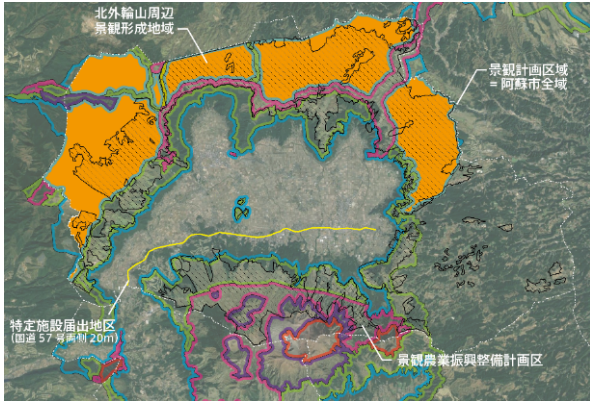 北外輪山周辺
景観形成地域
景観計画区域
= 阿蘇市全域
特定施設届出地区
(国道 57 号両側 20m)
景観農業振興整備計画区